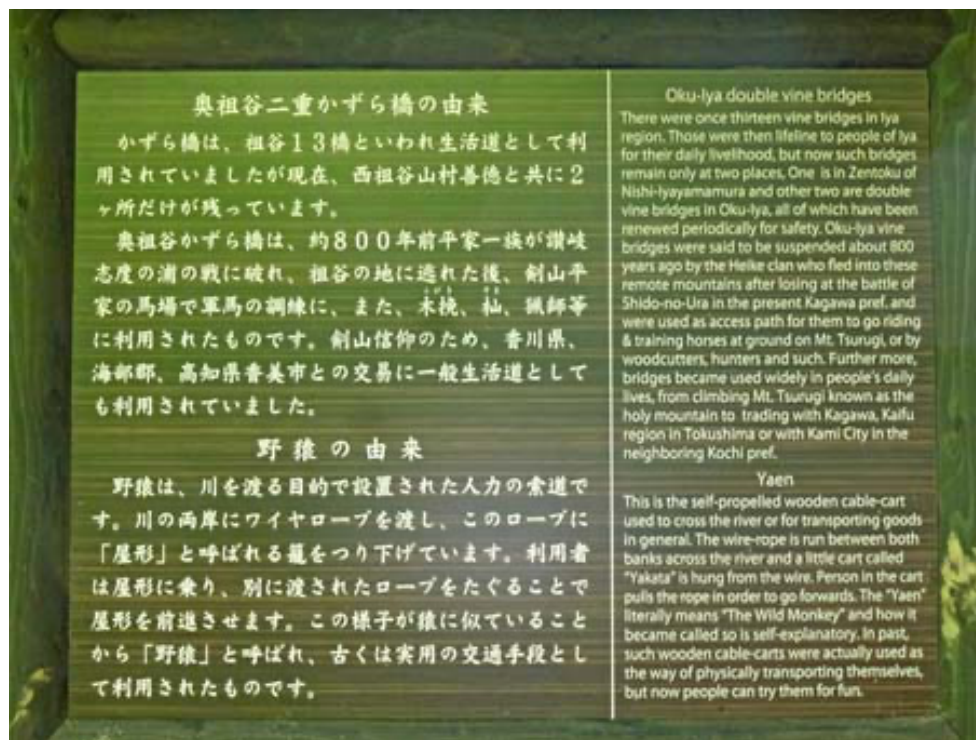 奥祖谷二重かずら橋の由来
かずら橋は、祖谷１３橋といわれ生活道として利
用されていましたが現在、西祖谷山村善徳と共に２
ヶ所だけが残っています。
奥祖谷かずら橋は、約８００年前平家一族が讃岐
志度の浦の戦に破れ、祖谷の地に逃れた後、剣山平
家の馬場で軍馬の調練に、また、木挽、杣、猟師等
に利用されたものです。剣山信仰のため、香川県、
海部郡、高知県香美市との交易に一般生活道として
も利用されていました。
野猿の由来
野猿は、川を渡る目的で設置された人力の索道で
す。川の両岸にワイヤロープを渡し、このロープに
「屋形」と呼ばれる籠をつり下げています。利用者
は屋形に乗り、別に渡されたロープをたぐることで
屋形を前進させます。この様子が猿に似ていること
から「野猿」と呼ばれ、古くは実用の交通手段とし
て利用されたものです。
Oku-Iya double vine bridges
There were once thirteen vine bridges in Iya
region. Those were then lifeline to people of Iya
for their daily livelihood, but now such bridges
remain only at two places, One is in Zentoku of
Nishi-Iyayamamura and other two are double
vine bridges in Oku-Iya, all of which have been
renewed periodically for safety. Oku-Iya vine
bridges were said to be suspended about 800
years ago by the Heike clan who fled into these
remote mountains after losing at the battle of
Shido-no-Ura in the present Kagawa pref. and
were used as access path for them to go riding
& training horses at ground on Mt. Tsurugi, or by
woodcutters, hunters and such. Further more,
bridges became used widely in people's daily
lives, from climbing Mt. Tsurugi known as the
holy mountain to trading with Kagawa, Kaifu
region in Tokushima or with Kami City in the
neighboring Kochi pref.
Yaen
This is the self-propelled wooden cable-cart
used to cross the river or for transporting goods
in general. The wire-rope is run between both
banks across the river and a little cart called
"Yakata" is hung from the wire. Person in the cart
pulls the rope in order to go forwards. The "Yaen"
literally means "The Wild Monkey" and how it
became called so is self-explanatory. In past,
such wooden cable-carts were actually used as
the way of physically transporting themselves,
but now people can try them for fun.